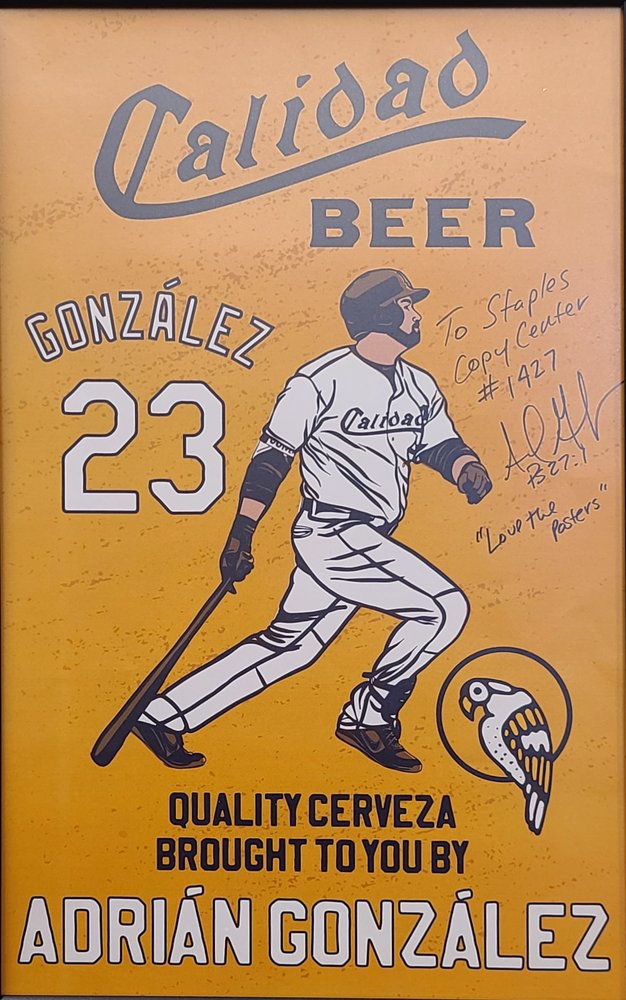 Calidad
BEER
GONZÁLEZ
23
To Staples
Copy Center
#1427
"Love the
Posters"
Calidad
QUALITY CERVEZA
BROUGHT TO YOU BY
ADRIÁN GONZÁLEZ